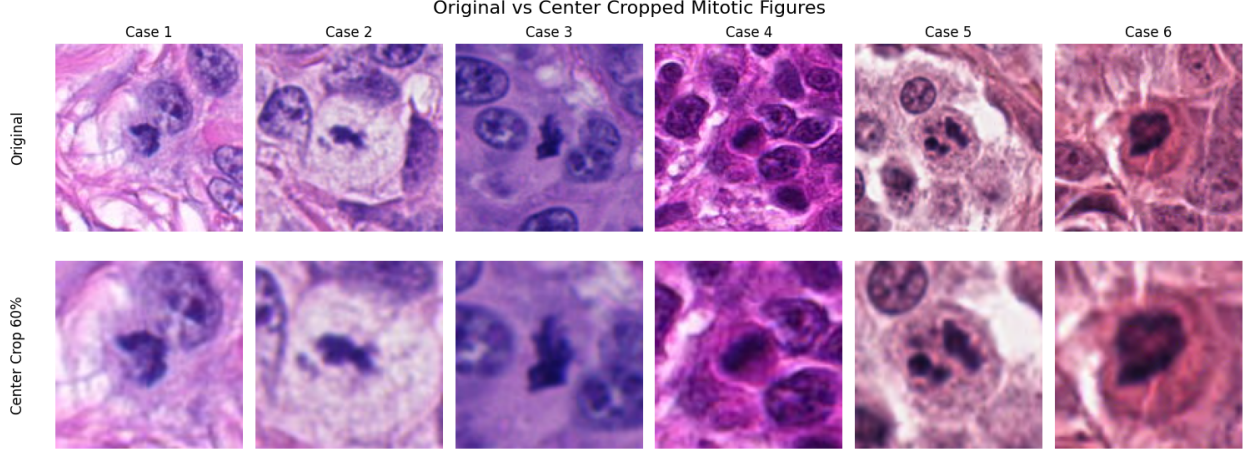 Original vs Center Cropped Mitotic Figures
Case 1 Case 2 Case 3 Case 4 Case 5 Case 6
Original
Center Crop 60%